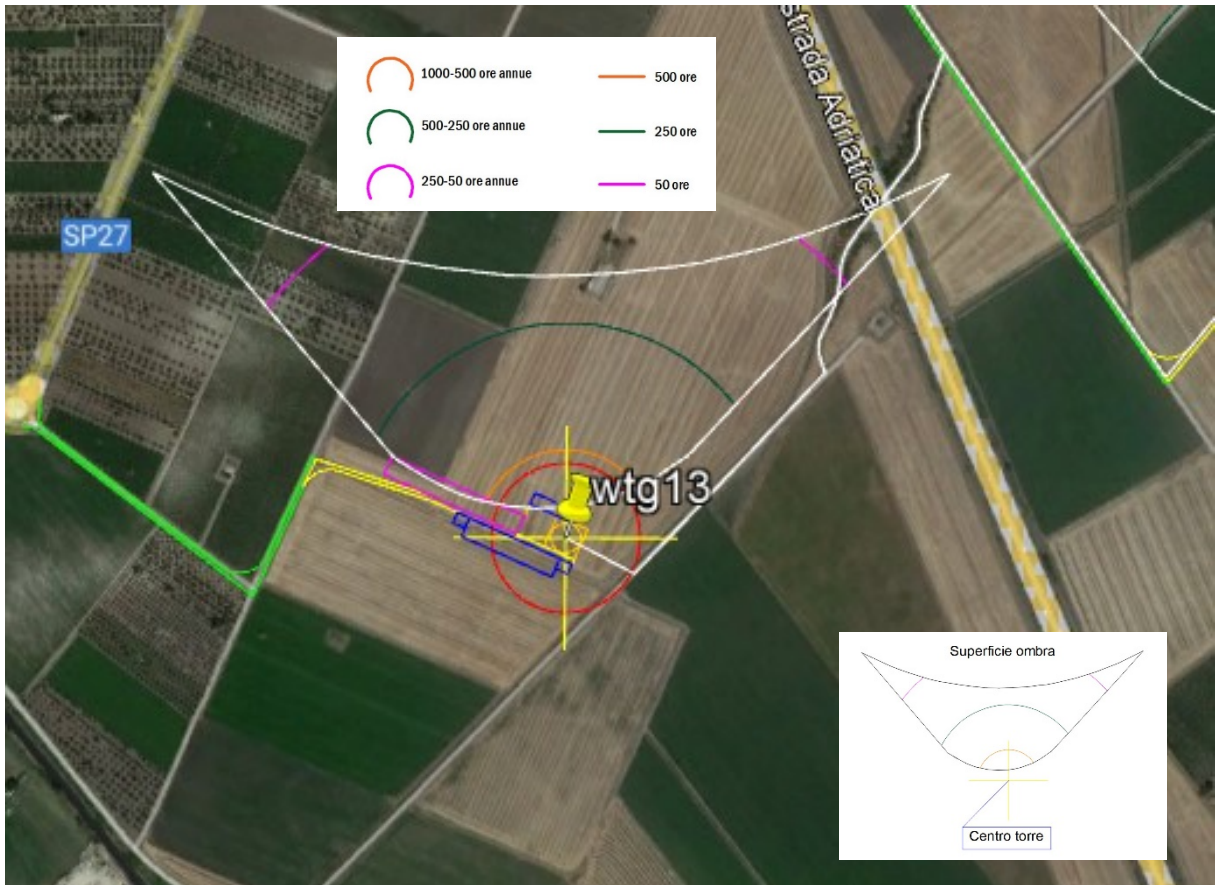 strada Adriatica
1000-500 ore annue
500 ore
500-250 ore annue
250 ore
250-50 ore annue
50 ore
SP27
wtg13
Superficie ombra
Centro torre